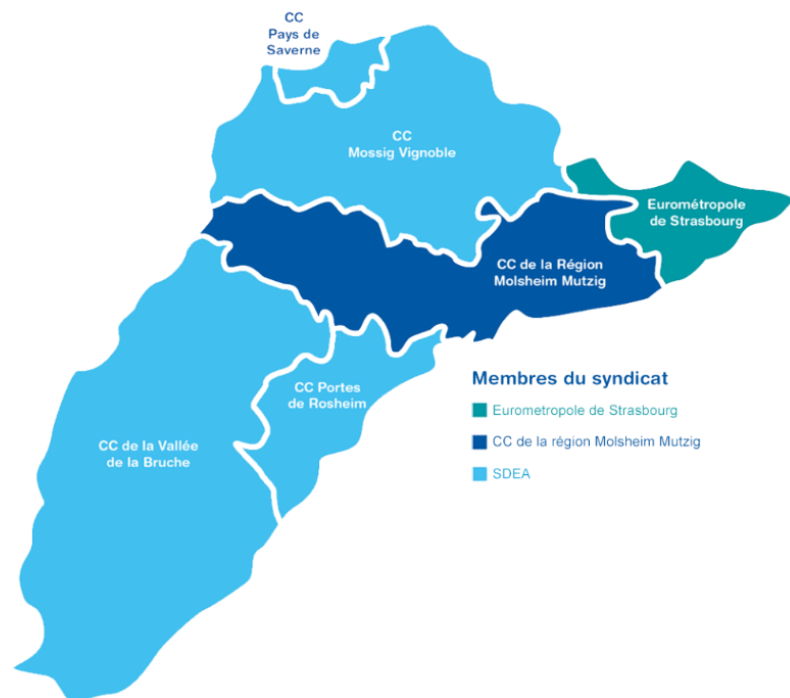 CC
Pays de
Saverne
CC
Mossig Vignoble
Eurométropole
de Strasbourg
CC de la Région
Molsheim Mutzig
CC Portes
de Rosheim
CC de la Vallée
de la Bruche
Membres du syndicat
Eurometropole de Strasbourg
CC de la région Molsheim Mutzig
SDEA